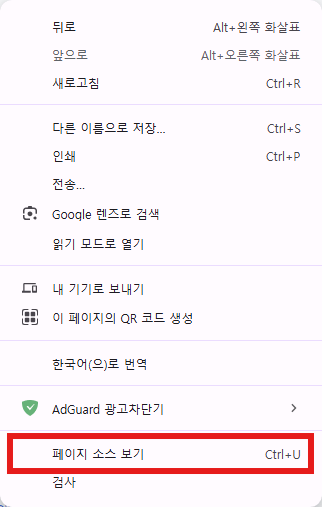 뒤로 Alt+왼쪽 화살표
앞으로 Alt+오른쪽 화살표
새로고침 Ctrl+R
다른 이름으로 저장... Ctrl+S
인쇄 Ctrl+P
전송...
Google 렌즈로 검색
읽기 모드로 열기
내 기기로 보내기
이 페이지의 QR 코드 생성
한국어(으)로 번역
AdGuard 광고차단기
페이지 소스 보기 Ctrl+U
검사